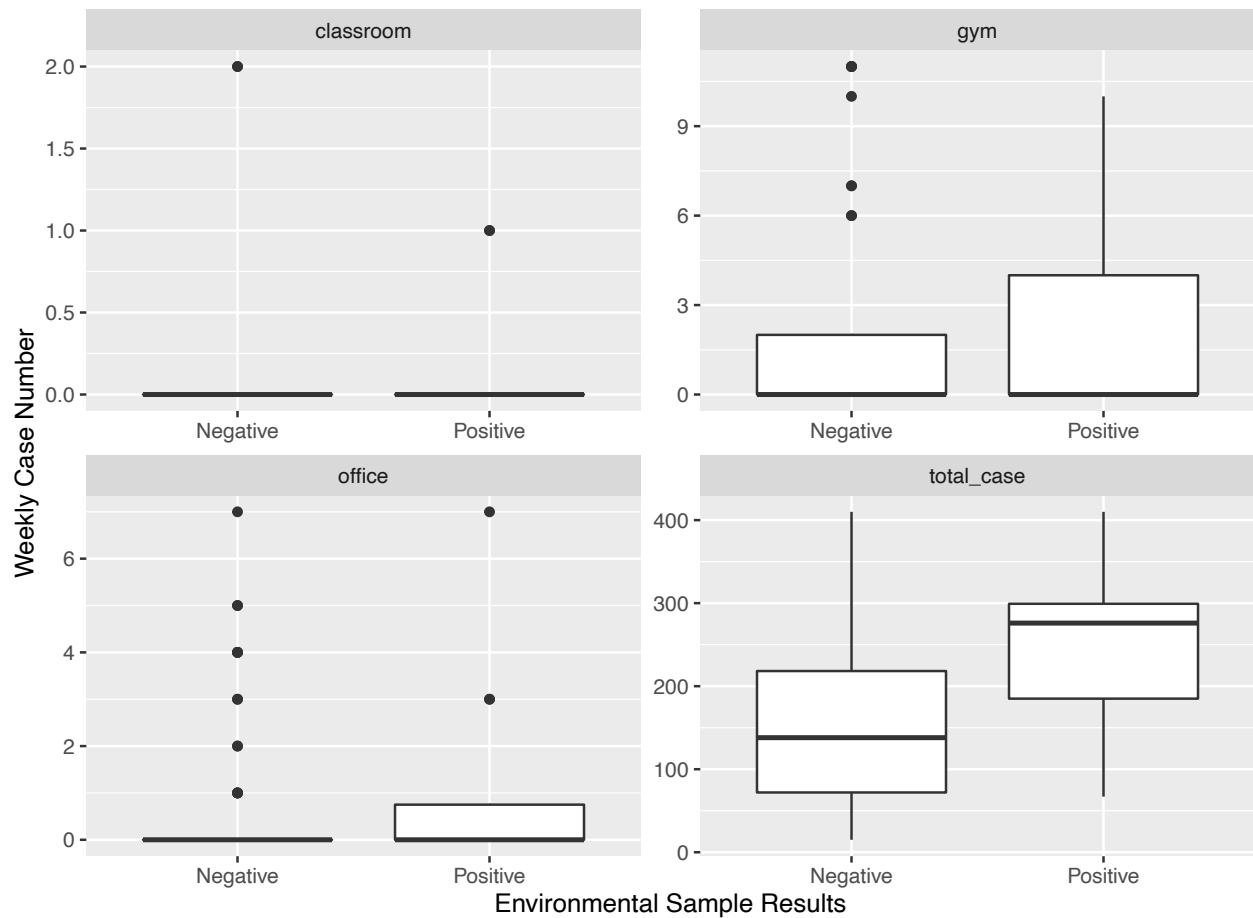 classroom
gym
2.0
1.5
1.0
0.5
0.0
9
6
3
0
Negative
Positive
Negative
Positive
office
total_case
6
4
2
0
400
300
200
100
0
Negative
Positive
Negative
Positive
Weekly Case Number
Environmental Sample Results